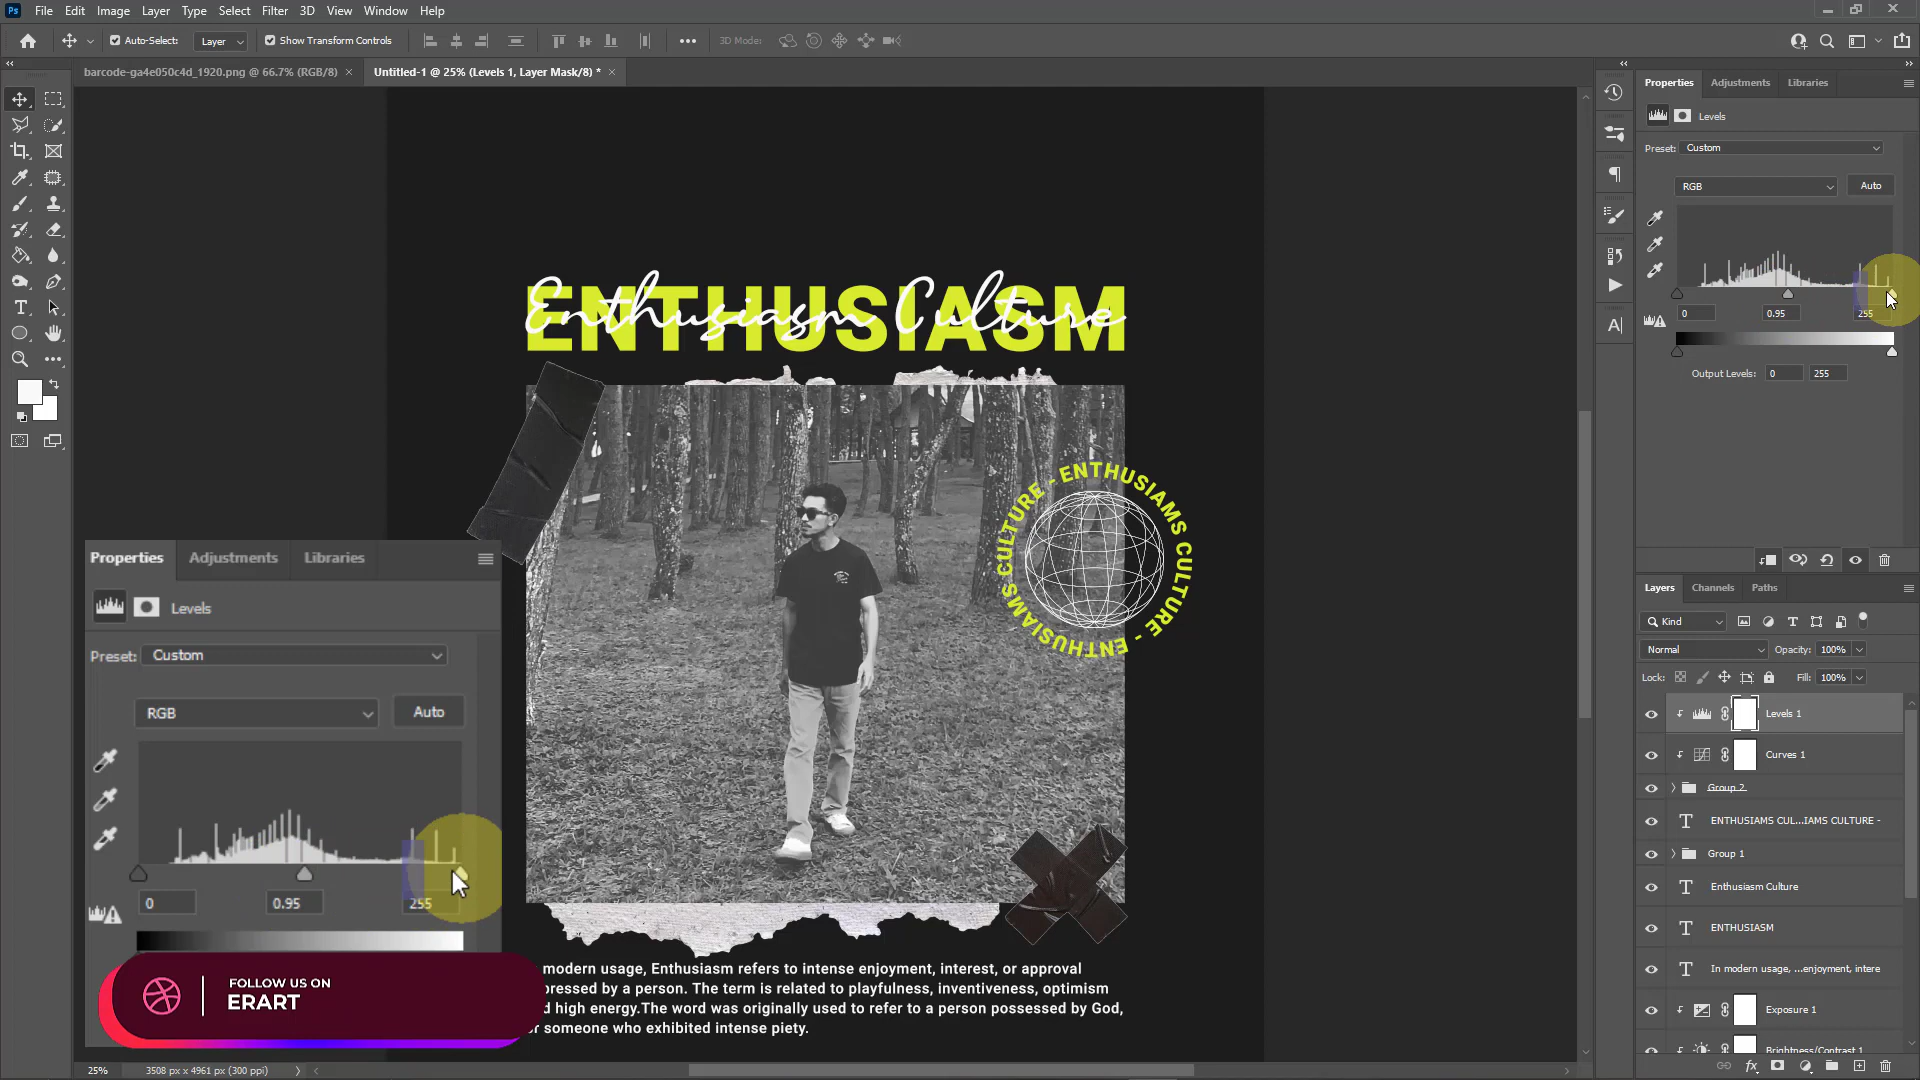 Ps File Edit Image Layer Type Select Filter 3D View Window Help
Auto-Select: Layer Show Transform Controls 3D Mode:
barcode-ga4e050c4d_1920.png @ 66.7% (RGB/8) × Untitled-1 @ 25% (Levels 1, Layer Mask/8) * ×
Properties Adjustments Libraries
Levels
Preset: Custom
RGB Auto
0 0.95 255
Output Levels: 0 255
ENTHUSIASM
Enthusiasm Culture
ENTHUSIAMS CULTURE - ENTHUSIAMS CULTURE -
Properties Adjustments Libraries
Levels
Preset: Custom
RGB Auto
0 0.95 255
FOLLOW US ON
ERART
modern usage, Enthusiasm refers to intense enjoyment, interest, or approval
pressed by a person. The term is related to playfulness, inventiveness, optimism
d high energy.The word was originally used to refer to a person possessed by God,
or someone who exhibited intense piety.
Layers Channels Paths
Kind
Normal Opacity: 100%
Lock: Fill: 100%
Levels 1
Curves 1
Group 2
ENTHUSIAMS CUL...IAMS CULTURE -
Group 1
Enthusiasm Culture
ENTHUSIASM
In modern usage, ...enjoyment, intere
Exposure 1
Brightness/Contrast 1
25% 3508 px x 4961 px (300 ppi)